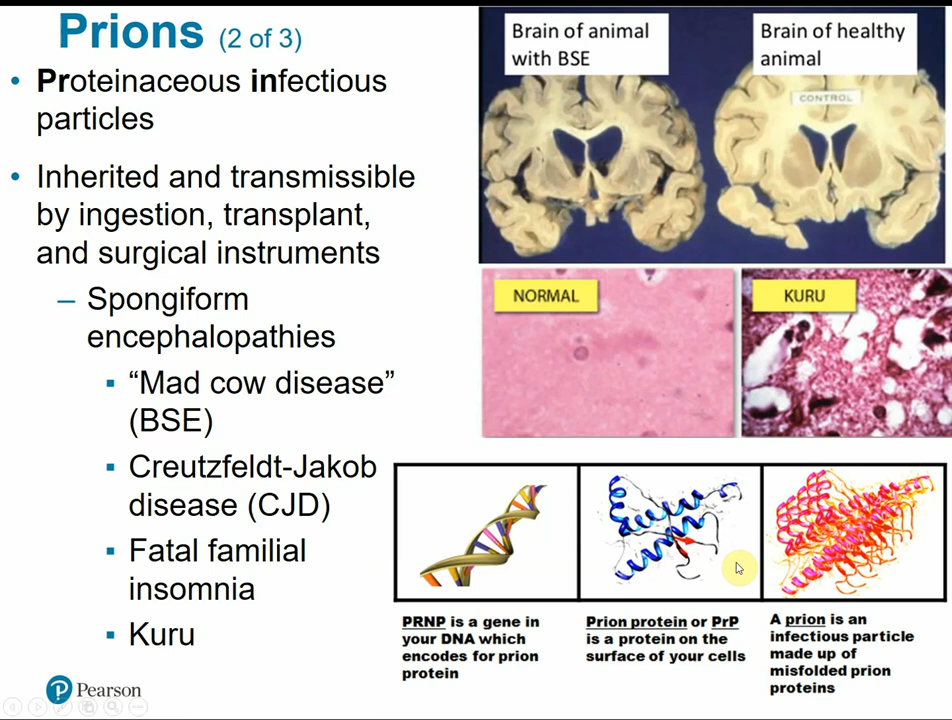 Prions (2 of 3)
• Proteinaceous infectious
particles
• Inherited and transmissible
by ingestion, transplant,
and surgical instruments
– Spongiform
encephalopathies
▪ “Mad cow disease”
(BSE)
▪ Creutzfeldt-Jakob
disease (CJD)
▪ Fatal familial
insomnia
▪ Kuru
Brain of animal
with BSE
Brain of healthy
animal
CONTROL
NORMAL
KURU
PRNP is a gene in
your DNA which
encodes for prion
protein
Prion protein or PrP
is a protein on the
surface of your cells
A prion is an
infectious particle
made up of
misfolded prion
proteins
P Pearson